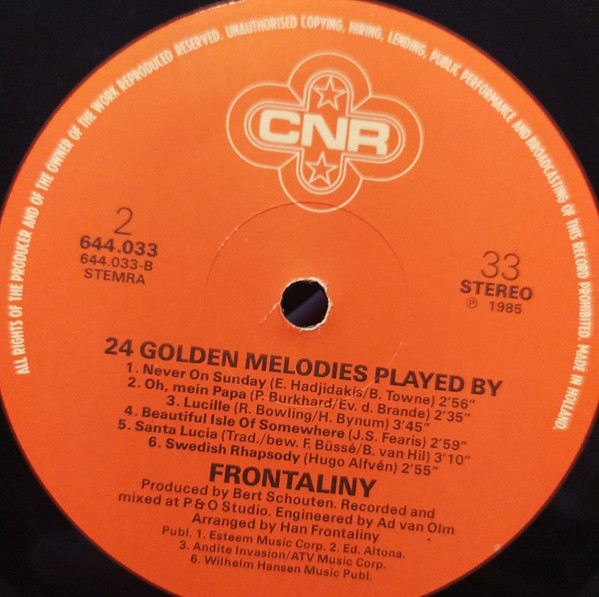 ALL RIGHTS OF THE PRODUCER AND OF THE OWNER OF THE WORK REPRODUCED RESERVED. UNAUTHORISED COPYING, HIRING, LENDING, PUBLIC PERFORMANCE AND BROADCASTING OF THIS RECORD PROHIBITED. MADE IN HOLLAND.
CNR
2
644.033
644.033-B
STEMRA
33
STEREO
℗ 1985
24 GOLDEN MELODIES PLAYED BY
1. Never On Sunday (E. Hadjidakis/B. Towne) 2'56"
2. Oh, mein Papa (P. Burkhard/Ev. d. Brande) 2'35"
3. Lucille (R. Bowling/H. Bynum) 3'45"
4. Beautiful Isle Of Somewhere (J.S. Fearis) 2'59"
5. Santa Lucia (Trad./bew. F. Büssé/B. van Hil) 3'10"
6. Swedish Rhapsody (Hugo Alfvén) 2'55"
FRONTALINY
Produced by Bert Schouten. Recorded and
mixed at P & O Studio. Engineered by Ad van Olm
Arranged by Han Frontaliny
Publ. 1. Esteem Music Corp. 2. Ed. Altona.
3. Andite Invasion/ATV Music Corp.
6. Wilhelm Hansen Music Publ.